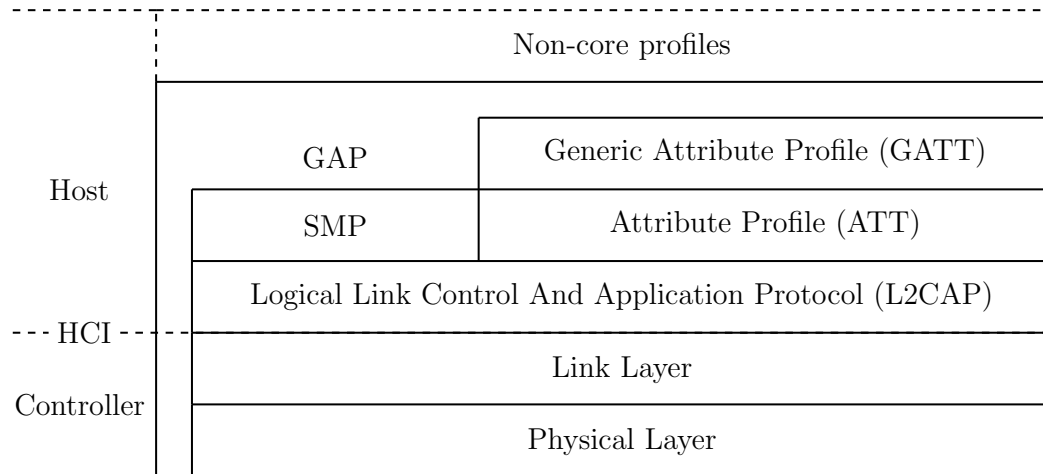 Non-core profiles
GAP
Generic Attribute Profile (GATT)
Host
SMP
Attribute Profile (ATT)
Logical Link Control And Application Protocol (L2CAP)
HCI
Link Layer
Controller
Physical Layer